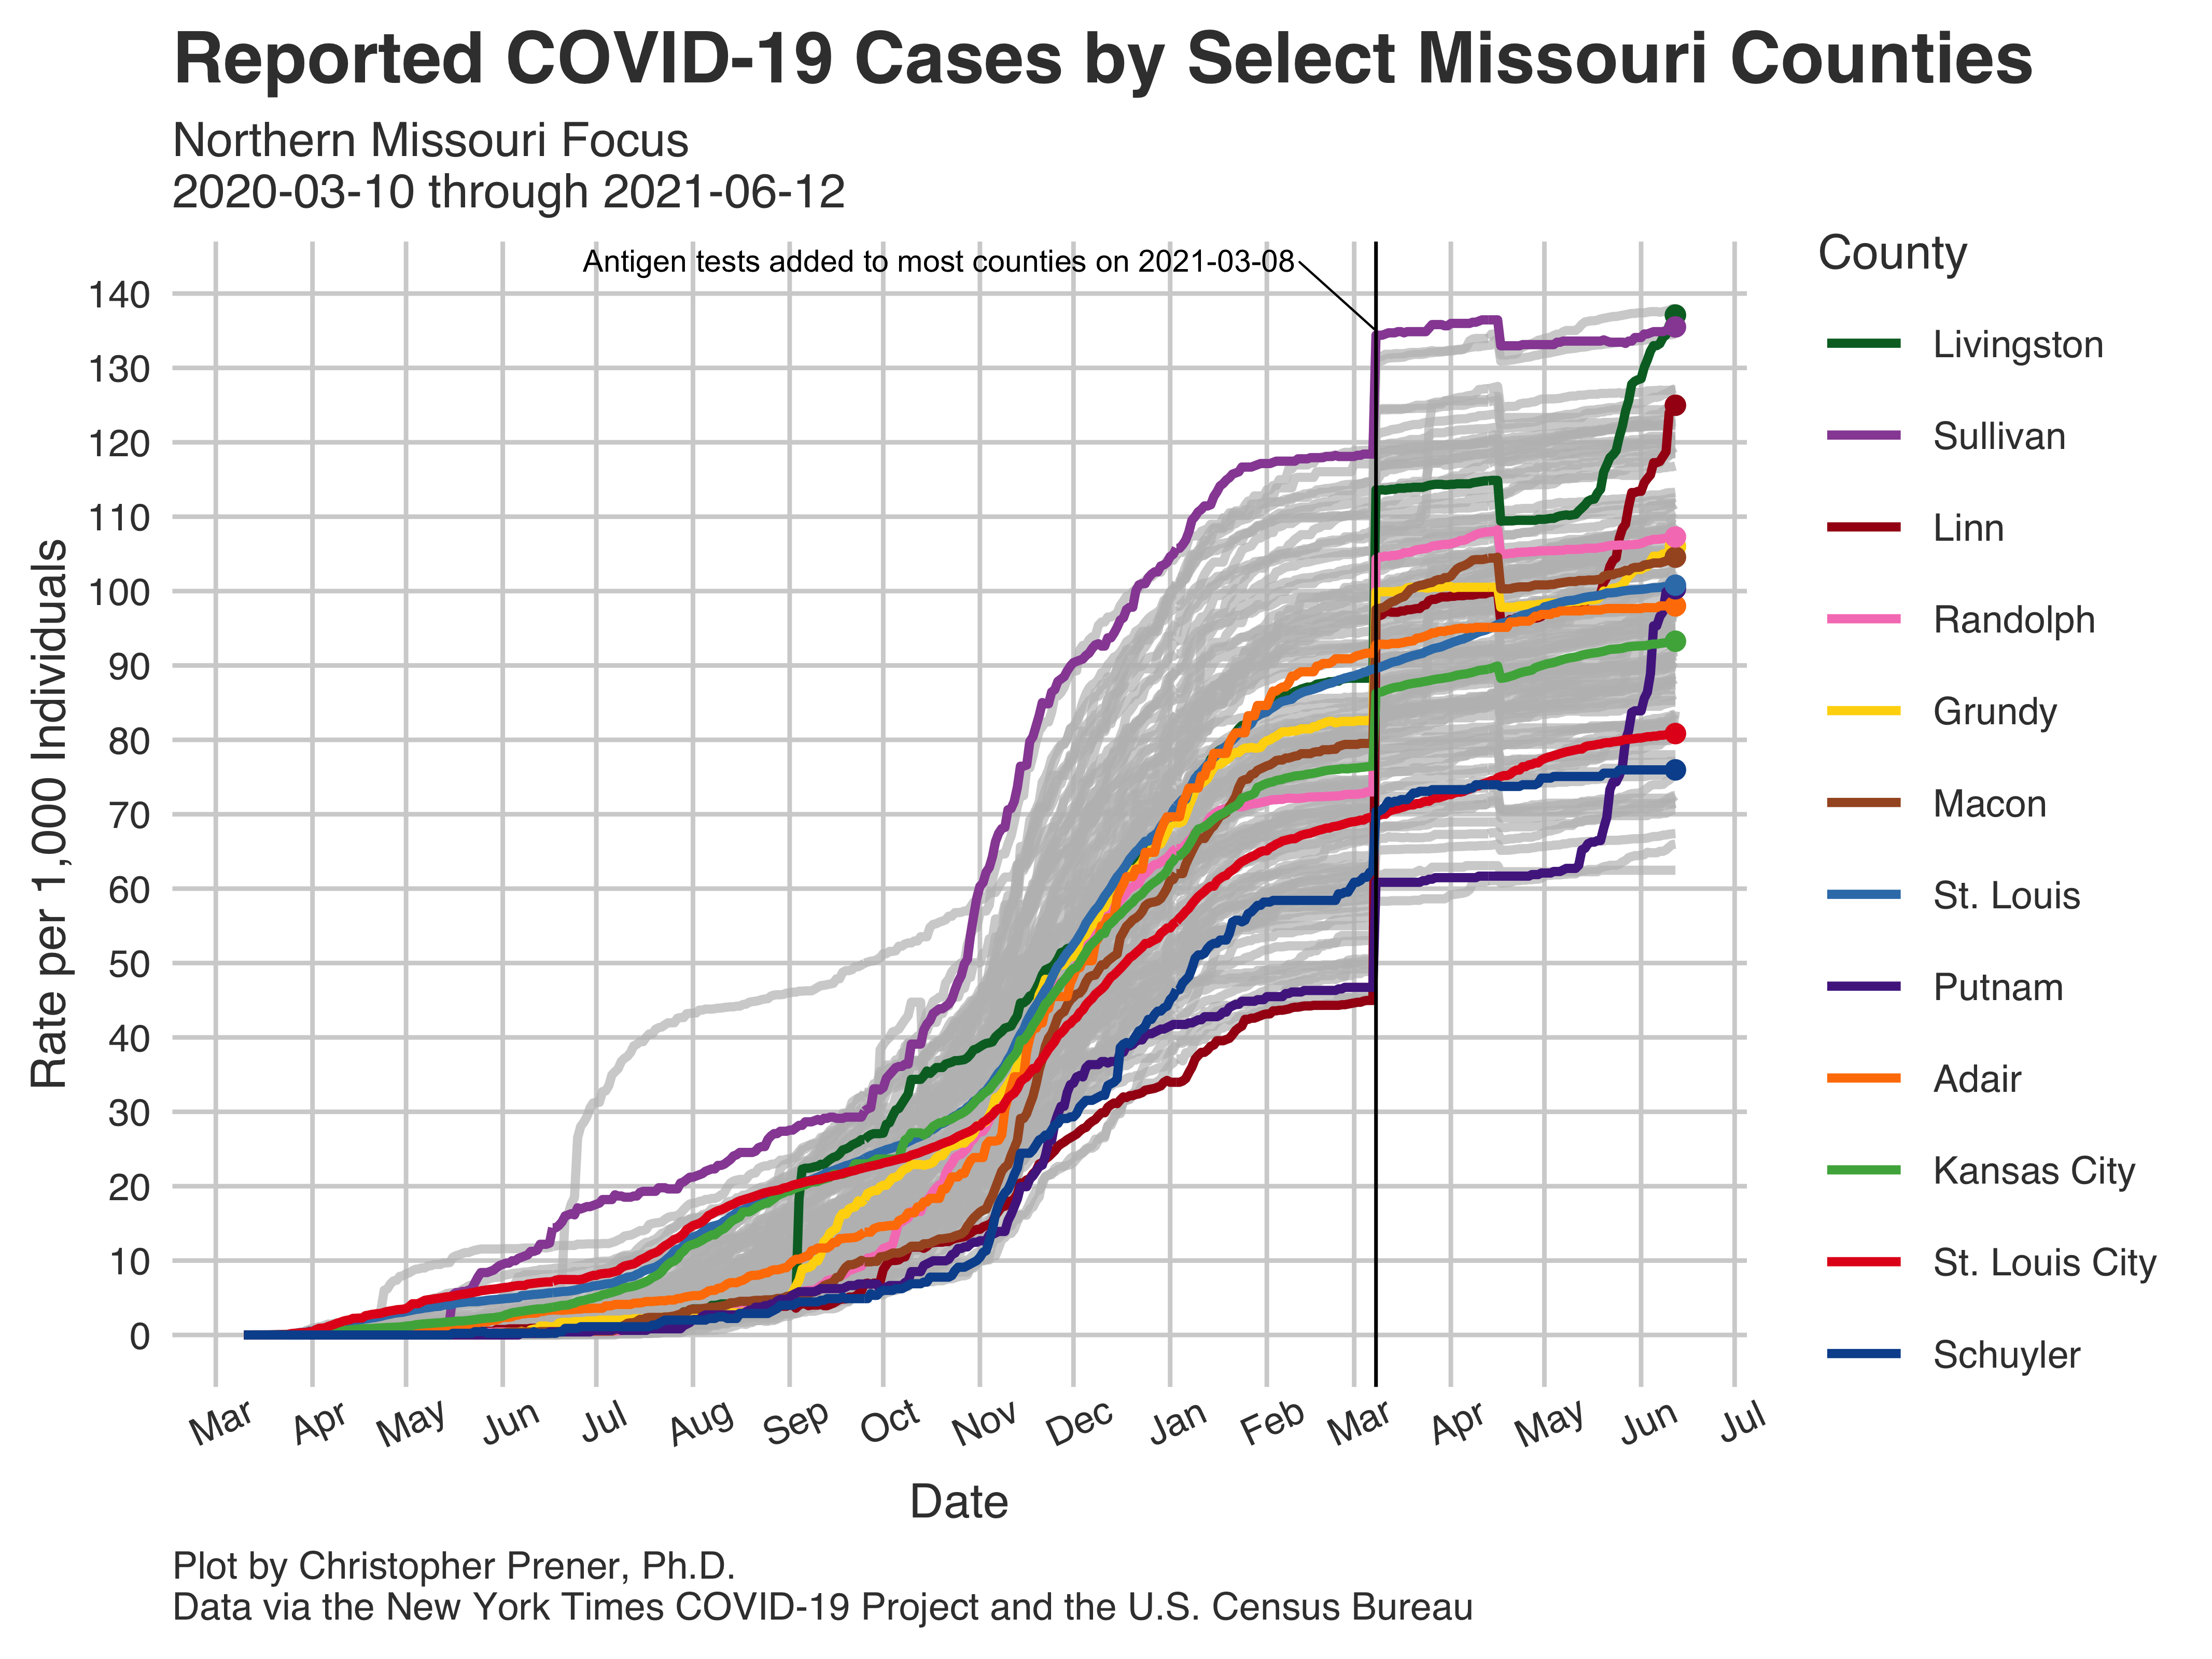 Reported COVID-19 Cases by Select Missouri Counties
Northern Missouri Focus
2020-03-10 through 2021-06-12
Antigen tests added to most counties on 2021-03-08
140
130
120
110
100
90
80
70
60
50
40
30
20
10
0
Rate per 1,000 Individuals
Mar Apr May Jun Jul Aug Sep Oct Nov Dec Jan Feb Mar Apr May Jun Jul
Date
County
Livingston
Sullivan
Linn
Randolph
Grundy
Macon
St. Louis
Putnam
Adair
Kansas City
St. Louis City
Schuyler
Plot by Christopher Prener, Ph.D.
Data via the New York Times COVID-19 Project and the U.S. Census Bureau